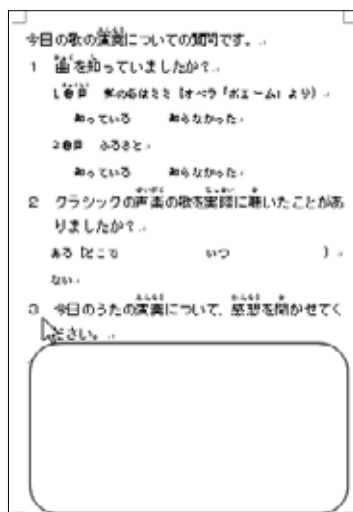 今日の歌の演奏についての質問です。
1 曲を知っていましたか?
1番目 私の名はミミ(オペラ「ボエーム」より)
知っている 知らなかった
2番目 ふるさと
知っている 知らなかった
2 クラシックの声楽の歌を実際に聴いたことがあ
りましたか?
ある(どこで いつ )
ない
3 今日のうたの演奏について、感想を聞かせてく
ださい。